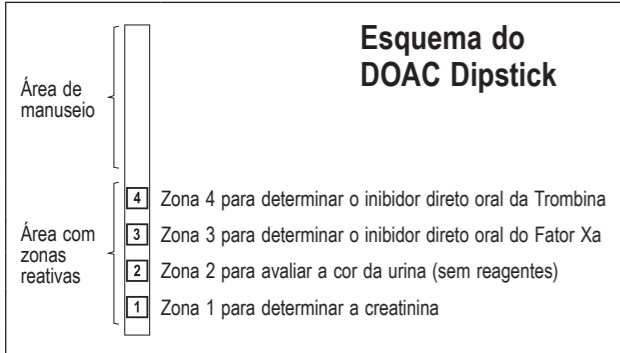 Esquema do
DOAC Dipstick
Área de
manuseio
4 Zona 4 para determinar o inibidor direto oral da Trombina
3 Zona 3 para determinar o inibidor direto oral do Fator Xa
Área com
zonas
reativas
2 Zona 2 para avaliar a cor da urina (sem reagentes)
1 Zona 1 para determinar a creatinina